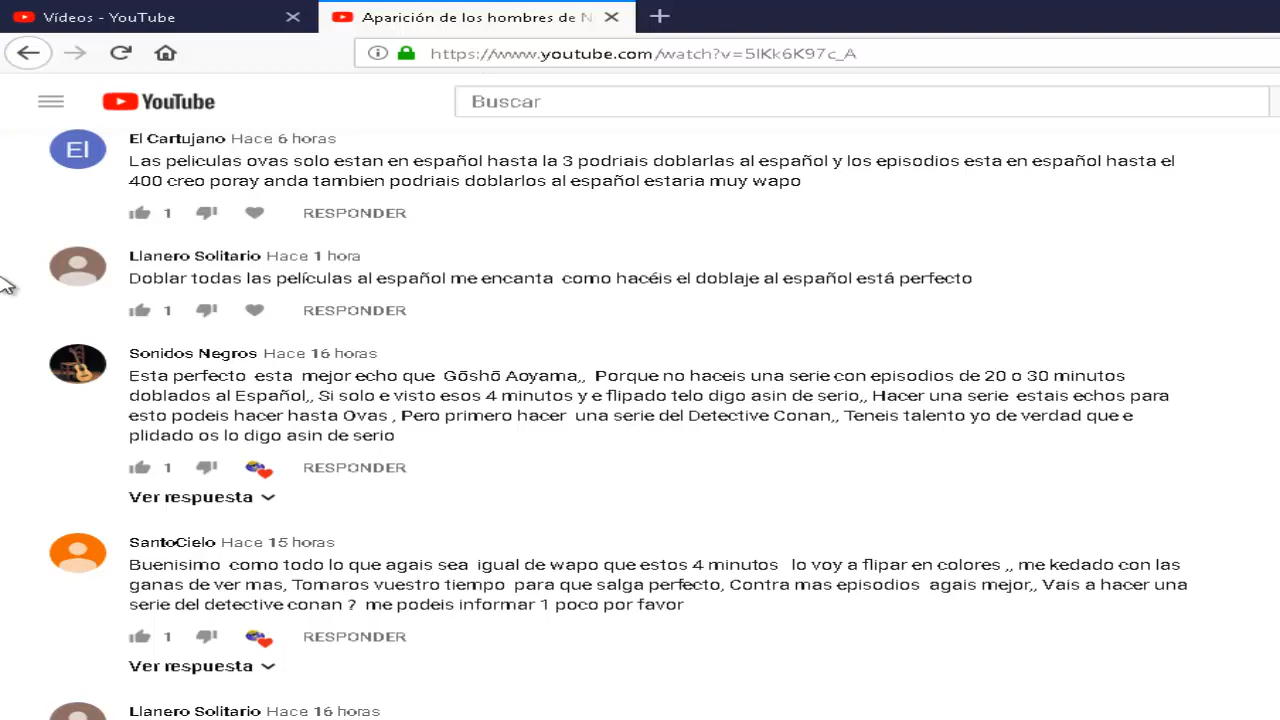 Vídeos - YouTube
Aparición de los hombres de N
https://www.youtube.com/watch?v=5lKk6K97c_A
YouTube
Buscar
El
El Cartujano Hace 6 horas
Las peliculas ovas solo estan en español hasta la 3 podriais doblarlas al español y los episodios esta en español hasta el
400 creo poray anda tambien podriais doblarlos al español estaria muy wapo
1 RESPONDER
Llanero Solitario Hace 1 hora
Doblar todas las películas al español me encanta como hacéis el doblaje al español está perfecto
1 RESPONDER
Sonidos Negros Hace 16 horas
Esta perfecto esta mejor echo que Gōshō Aoyama,, Porque no haceis una serie con episodios de 20 o 30 minutos
doblados al Español,, Si solo e visto esos 4 minutos y e flipado telo digo asin de serio,, Hacer una serie estais echos para
esto podeis hacer hasta Ovas , Pero primero hacer una serie del Detective Conan,, Teneis talento yo de verdad que e
plidado os lo digo asin de serio
1 RESPONDER
Ver respuesta
SantoCielo Hace 15 horas
Buenisimo como todo lo que agais sea igual de wapo que estos 4 minutos lo voy a flipar en colores ,, me kedado con las
ganas de ver mas, Tomaros vuestro tiempo para que salga perfecto, Contra mas episodios agais mejor,, Vais a hacer una
serie del detective conan ? me podeis informar 1 poco por favor
1 RESPONDER
Ver respuesta
Llanero Solitario Hace 16 horas